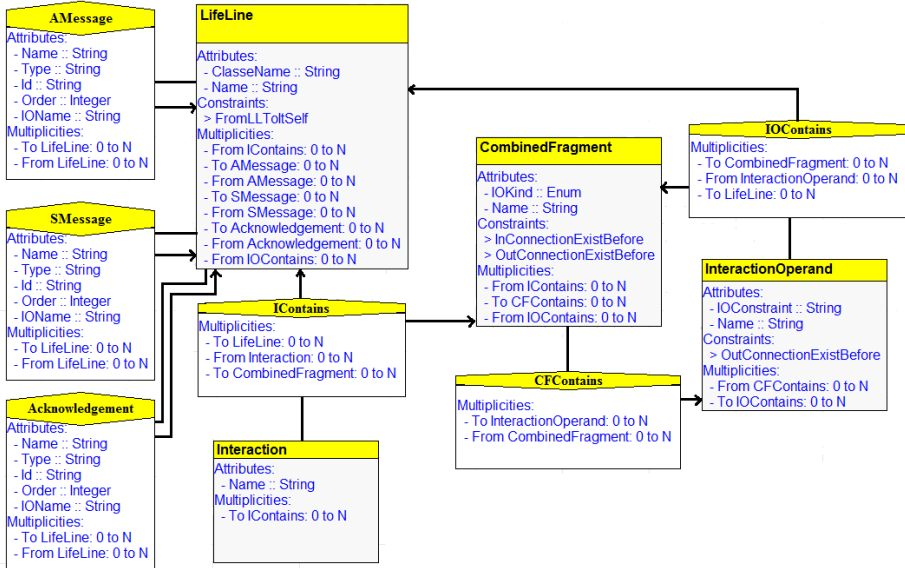 AMessage
Attributes:
- Name :: String
- Type :: String
- Id :: String
- Order :: Integer
- IOName :: String
Multiplicities:
- To LifeLine: 0 to N
- From LifeLine: 0 to N
SMessage
Attributes:
- Name :: String
- Type :: String
- Id :: String
- Order :: Integer
- IOName :: String
Multiplicities:
- To LifeLine: 0 to N
- From LifeLine: 0 to N
Acknowledgement
Attributes:
- Name :: String
- Type :: String
- Id :: String
- Order :: Integer
- IOName :: String
Multiplicities:
- To LifeLine: 0 to N
- From LifeLine: 0 to N
LifeLine
Attributes:
- ClasseName :: String
- Name :: String
Constraints:
> FromLLToItSelf
Multiplicities:
- From IContains: 0 to N
- To AMessage: 0 to N
- From AMessage: 0 to N
- To SMessage: 0 to N
- From SMessage: 0 to N
- To Acknowledgement: 0 to N
- From Acknowledgement: 0 to N
- From IOContains: 0 to N
IContains
Multiplicities:
- To LifeLine: 0 to N
- From Interaction: 0 to N
- To CombinedFragment: 0 to N
Interaction
Attributes:
- Name :: String
Multiplicities:
- To IContains: 0 to N
CombinedFragment
Attributes:
- IOKind :: Enum
- Name :: String
Constraints:
> InConnectionExistBefore
> OutConnectionExistBefore
Multiplicities:
- From IContains: 0 to N
- To CFContains: 0 to N
- From IOContains: 0 to N
CFContains
Multiplicities:
- To InteractionOperand: 0 to N
- From CombinedFragment: 0 to N
IOContains
Multiplicities:
- To CombinedFragment: 0 to N
- From InteractionOperand: 0 to N
- To LifeLine: 0 to N
InteractionOperand
Attributes:
- IOConstraint :: String
- Name :: String
Constraints:
> OutConnectionExistBefore
Multiplicities:
- From CFContains: 0 to N
- To IOContains: 0 to N